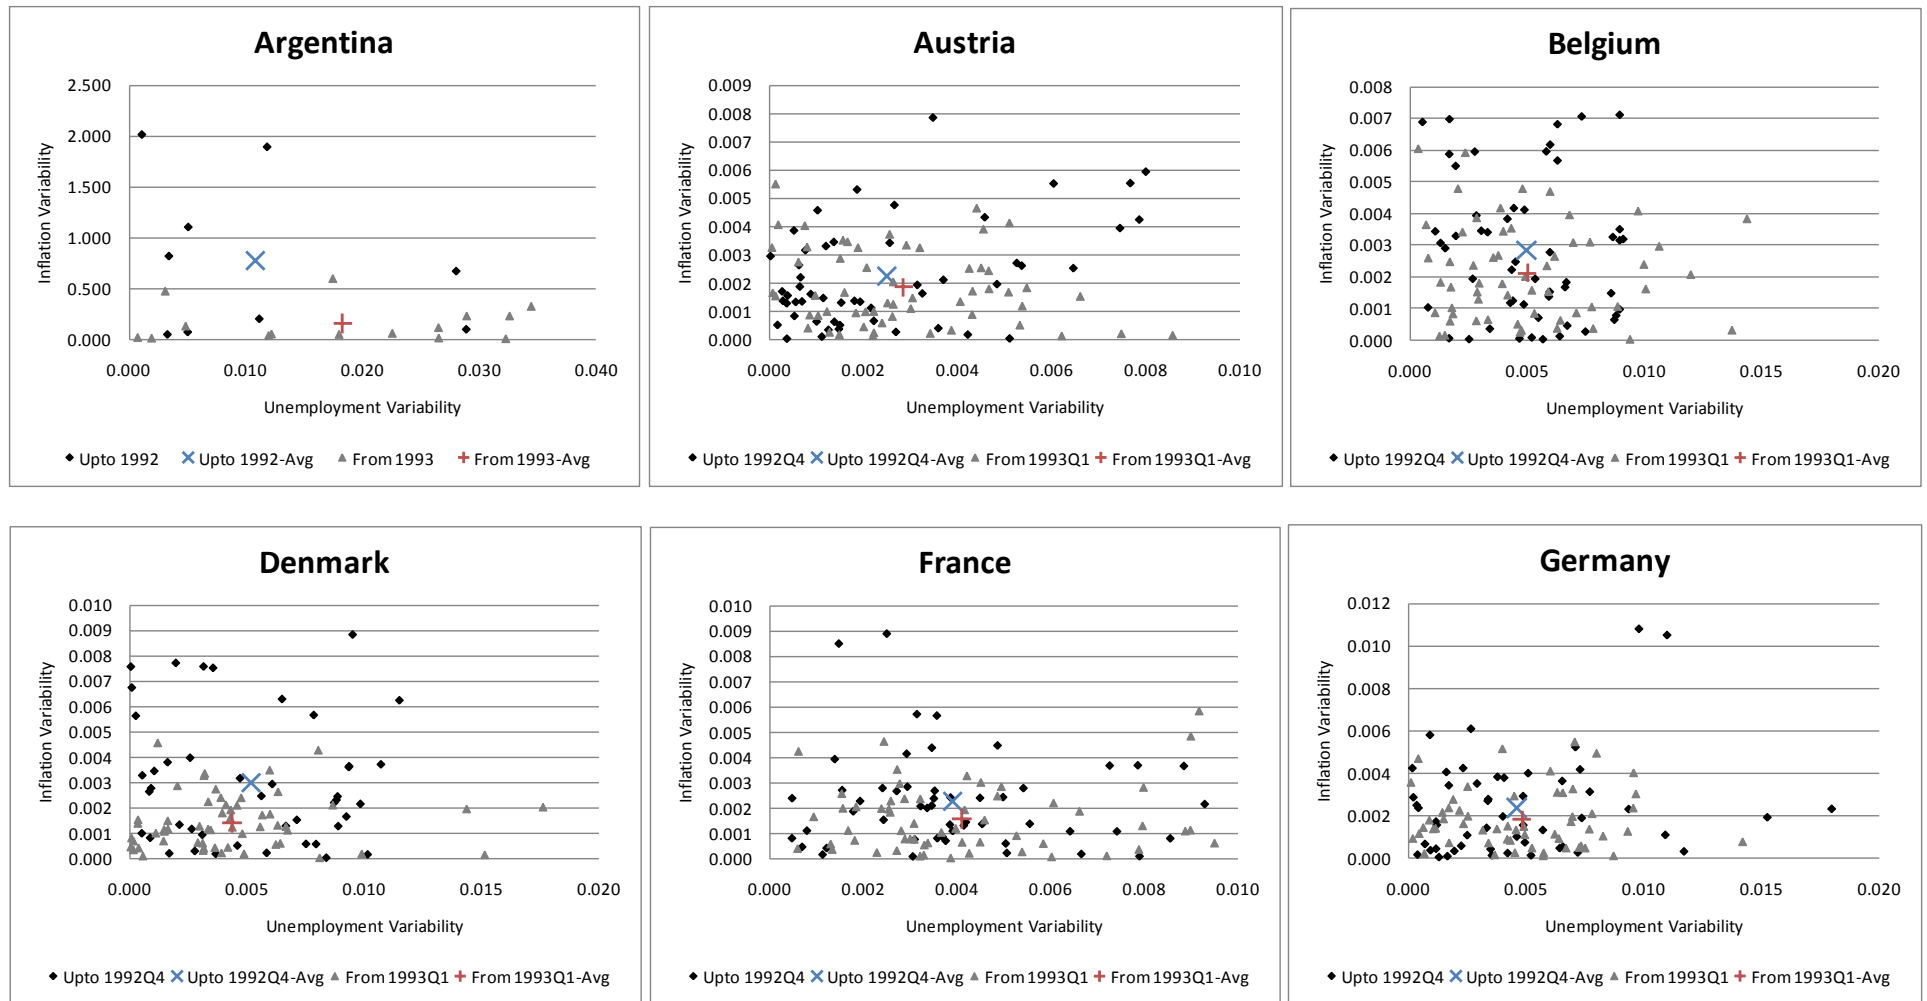 Argentina
Inflation Variability
2.500
2.000
1.500
1.000
0.500
0.000
0.000 0.010 0.020 0.030 0.040
Unemployment Variability
Upto 1992 Upto 1992-Avg From 1993 From 1993-Avg
Austria
Inflation Variability
0.009
0.008
0.007
0.006
0.005
0.004
0.003
0.002
0.001
0.000
0.000 0.002 0.004 0.006 0.008 0.010
Unemployment Variability
Upto 1992Q4 Upto 1992Q4-Avg From 1993Q1 From 1993Q1-Avg
Belgium
Inflation Variability
0.008
0.007
0.006
0.005
0.004
0.003
0.002
0.001
0.000
0.000 0.005 0.010 0.015 0.020
Unemployment Variability
Upto 1992Q4 Upto 1992Q4-Avg From 1993Q1 From 1993Q1-Avg
Denmark
Inflation Variability
0.010
0.009
0.008
0.007
0.006
0.005
0.004
0.003
0.002
0.001
0.000
0.000 0.005 0.010 0.015 0.020
Unemployment Variability
Upto 1992Q4 Upto 1992Q4-Avg From 1993Q1 From 1993Q1-Avg
France
Inflation Variability
0.010
0.009
0.008
0.007
0.006
0.005
0.004
0.003
0.002
0.001
0.000
0.000 0.002 0.004 0.006 0.008 0.010
Unemployment Variability
Upto 1992Q4 Upto 1992Q4-Avg From 1993Q1 From 1993Q1-Avg
Germany
Inflation Variability
0.012
0.010
0.008
0.006
0.004
0.002
0.000
0.000 0.005 0.010 0.015 0.020
Unemployment Variability
Upto 1992Q4 Upto 1992Q4-Avg From 1993Q1 From 1993Q1-Avg